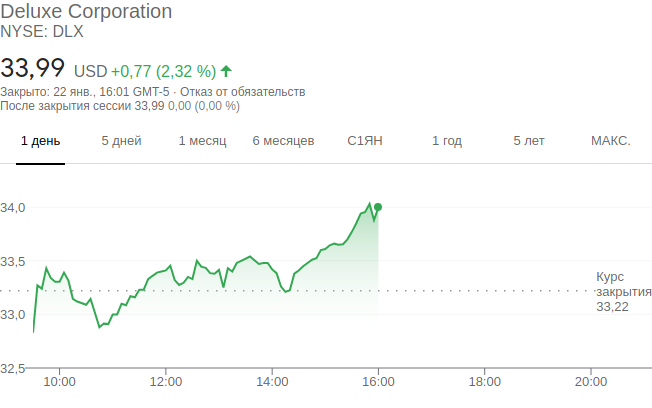 Deluxe Corporation
NYSE: DLX
33,99 USD +0,77 (2,32 %)
Закрыто: 22 янв., 16:01 GMT-5 · Отказ от обязательств
После закрытия сессии 33,99 0,00 (0,00 %)
1 день 5 дней 1 месяц 6 месяцев С1ЯН 1 год 5 лет МАКС.
34,0
33,5
Курс
закрытия
33,22
33,0
32,5
10:00 12:00 14:00 16:00 18:00 20:00